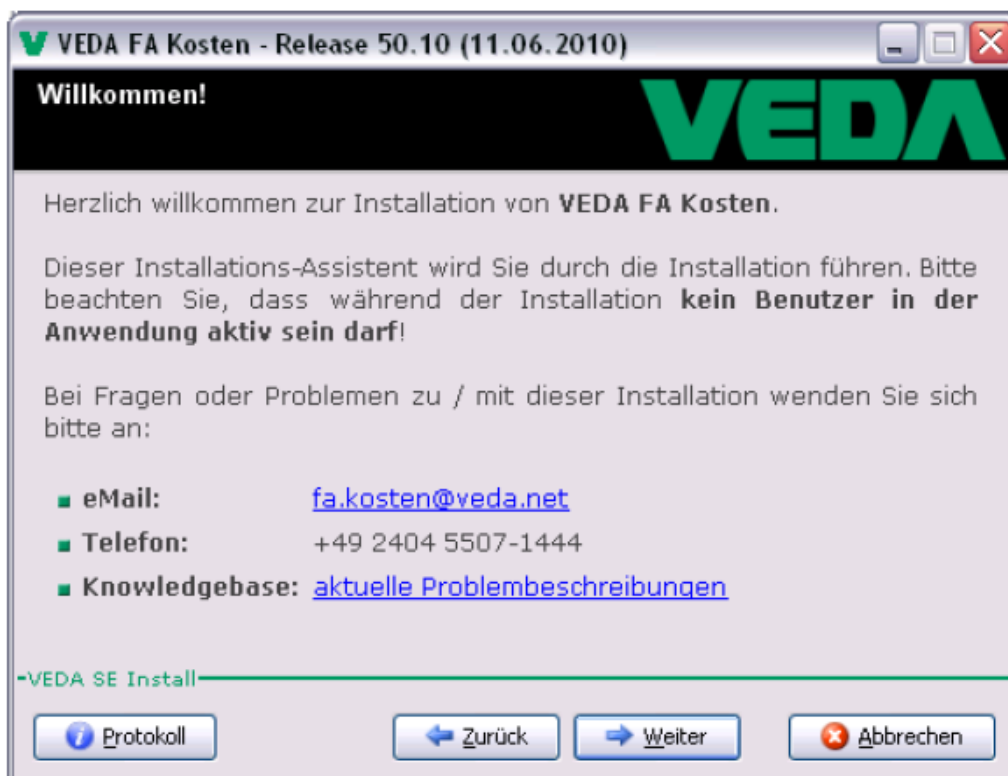 VEDA FA Kosten - Release 50.10 (11.06.2010)
Willkommen!
VEDA
Herzlich willkommen zur Installation von VEDA FA Kosten.
Dieser Installations-Assistent wird Sie durch die Installation führen. Bitte
beachten Sie, dass während der Installation kein Benutzer in der
Anwendung aktiv sein darf!
Bei Fragen oder Problemen zu / mit dieser Installation wenden Sie sich
bitte an:
eMail: fa.kosten@veda.net
Telefon: +49 2404 5507-1444
Knowledgebase: aktuelle Problembeschreibungen
VEDA SE Install
Protokoll Zurück Weiter Abbrechen